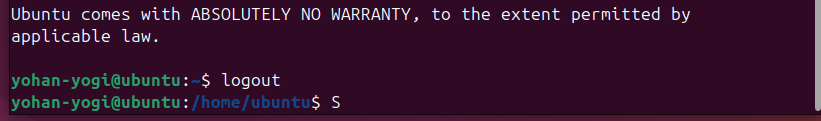 Ubuntu comes with ABSOLUTELY NO WARRANTY, to the extent permitted by
applicable law.
yohan-yogi@ubuntu:~$ logout
yohan-yogi@ubuntu:/home/ubuntu$ S